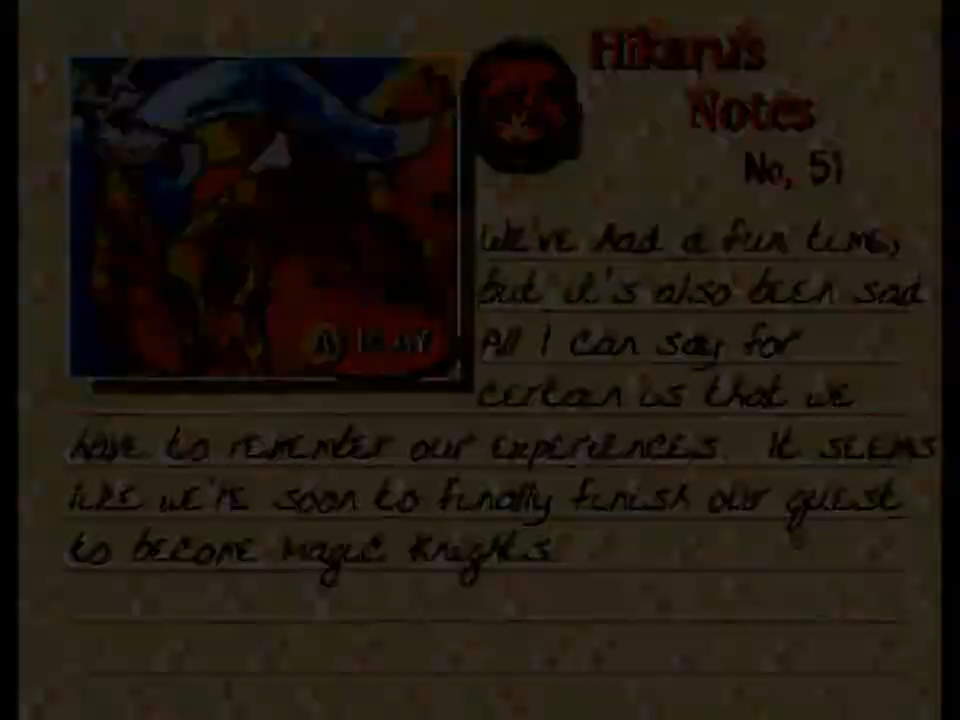 Hikaru's
Notes
No, 51
We've had a fun time,
but it's also been sad
All I can say for
certain is that we
have to remember our experiences. It seems
like we're soon to finally finish our quest
to become Magic Knights